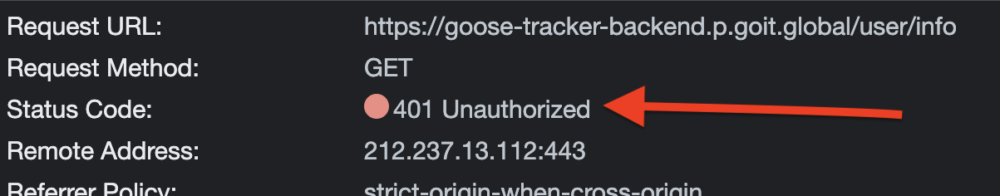 Request URL: https://goose-tracker-backend.p.goit.global/user/info
Request Method: GET
Status Code: 401 Unauthorized
Remote Address: 212.237.13.112:443
Referrer Policy: strict-origin-when-cross-origin